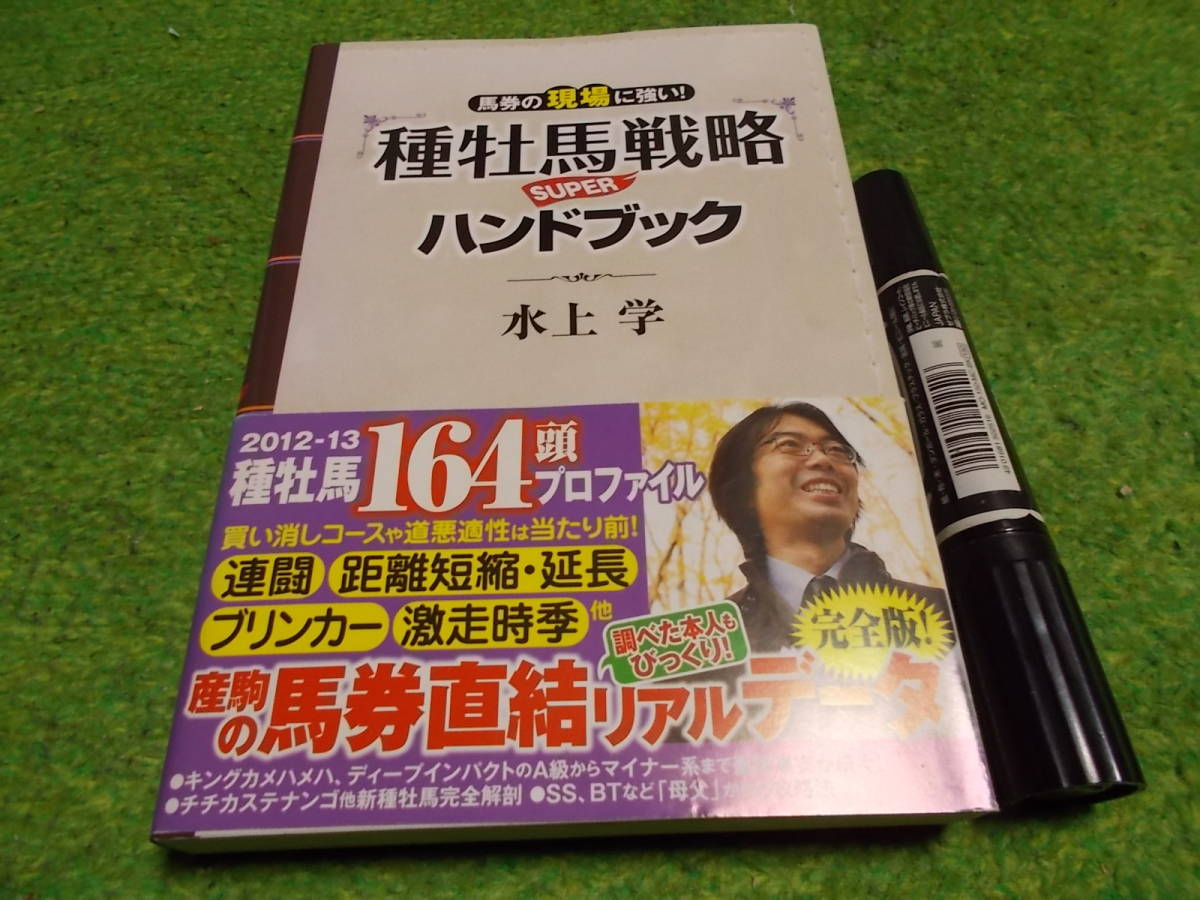 馬券の現場に強い!
種牡馬戦略
SUPER
ハンドブック
水上 学
2012-13
種牡馬164頭プロファイル
買い消しコースや道悪適性は当たり前!
連闘 距離短縮・延長
ブリンカー 激走時季 他
調べた本人も
びっくり!
完全版!
産駒の馬券直結リアルデータ
●キングカメハメハ、ディープインパクトのA級からマイナー系まで
●チチカステナンゴ他新種牡馬完全解剖 ●SS、BTなど「母父」か
JAPAN